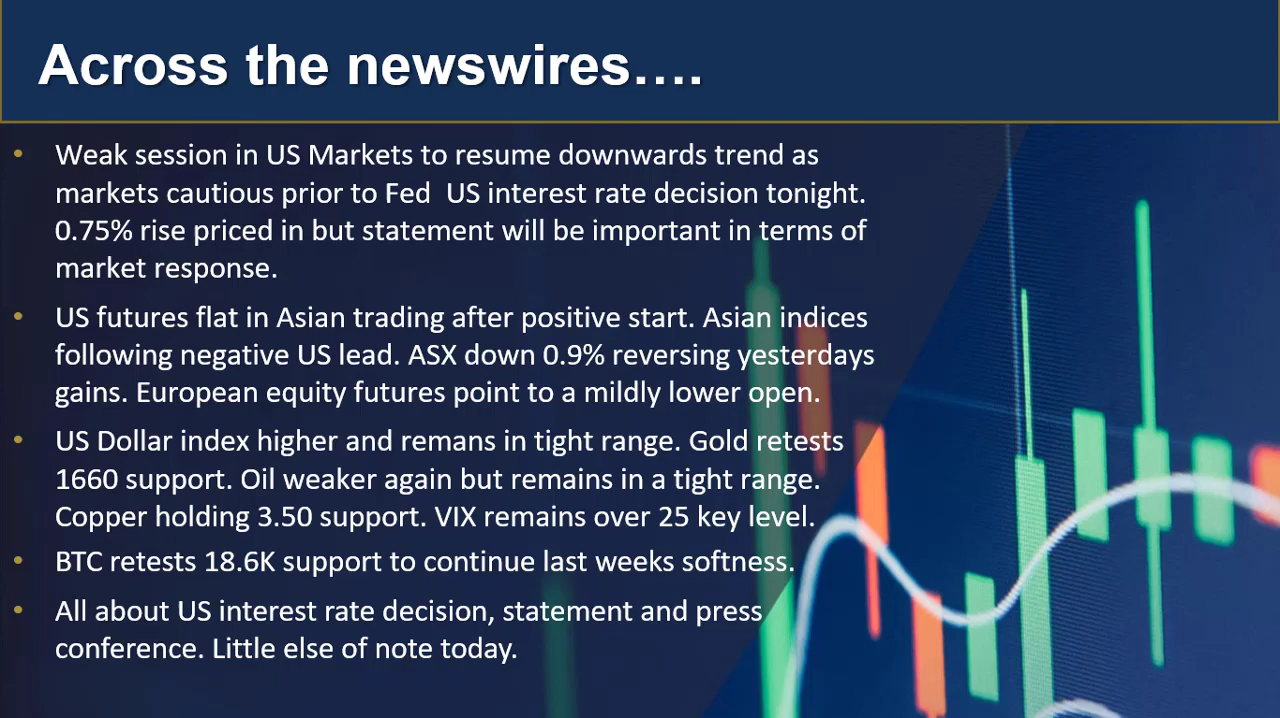 Across the newswires….
• Weak session in US Markets to resume downwards trend as
markets cautious prior to Fed  US interest rate decision tonight.
0.75% rise priced in but statement will be important in terms of
market response.
• US futures flat in Asian trading after positive start. Asian indices
following negative US lead. ASX down 0.9% reversing yesterdays
gains. European equity futures point to a mildly lower open.
• US Dollar index higher and remans in tight range. Gold retests
1660 support. Oil weaker again but remains in a tight range.
Copper holding 3.50 support. VIX remains over 25 key level.
• BTC retests 18.6K support to continue last weeks softness.
• All about US interest rate decision, statement and press
conference. Little else of note today.